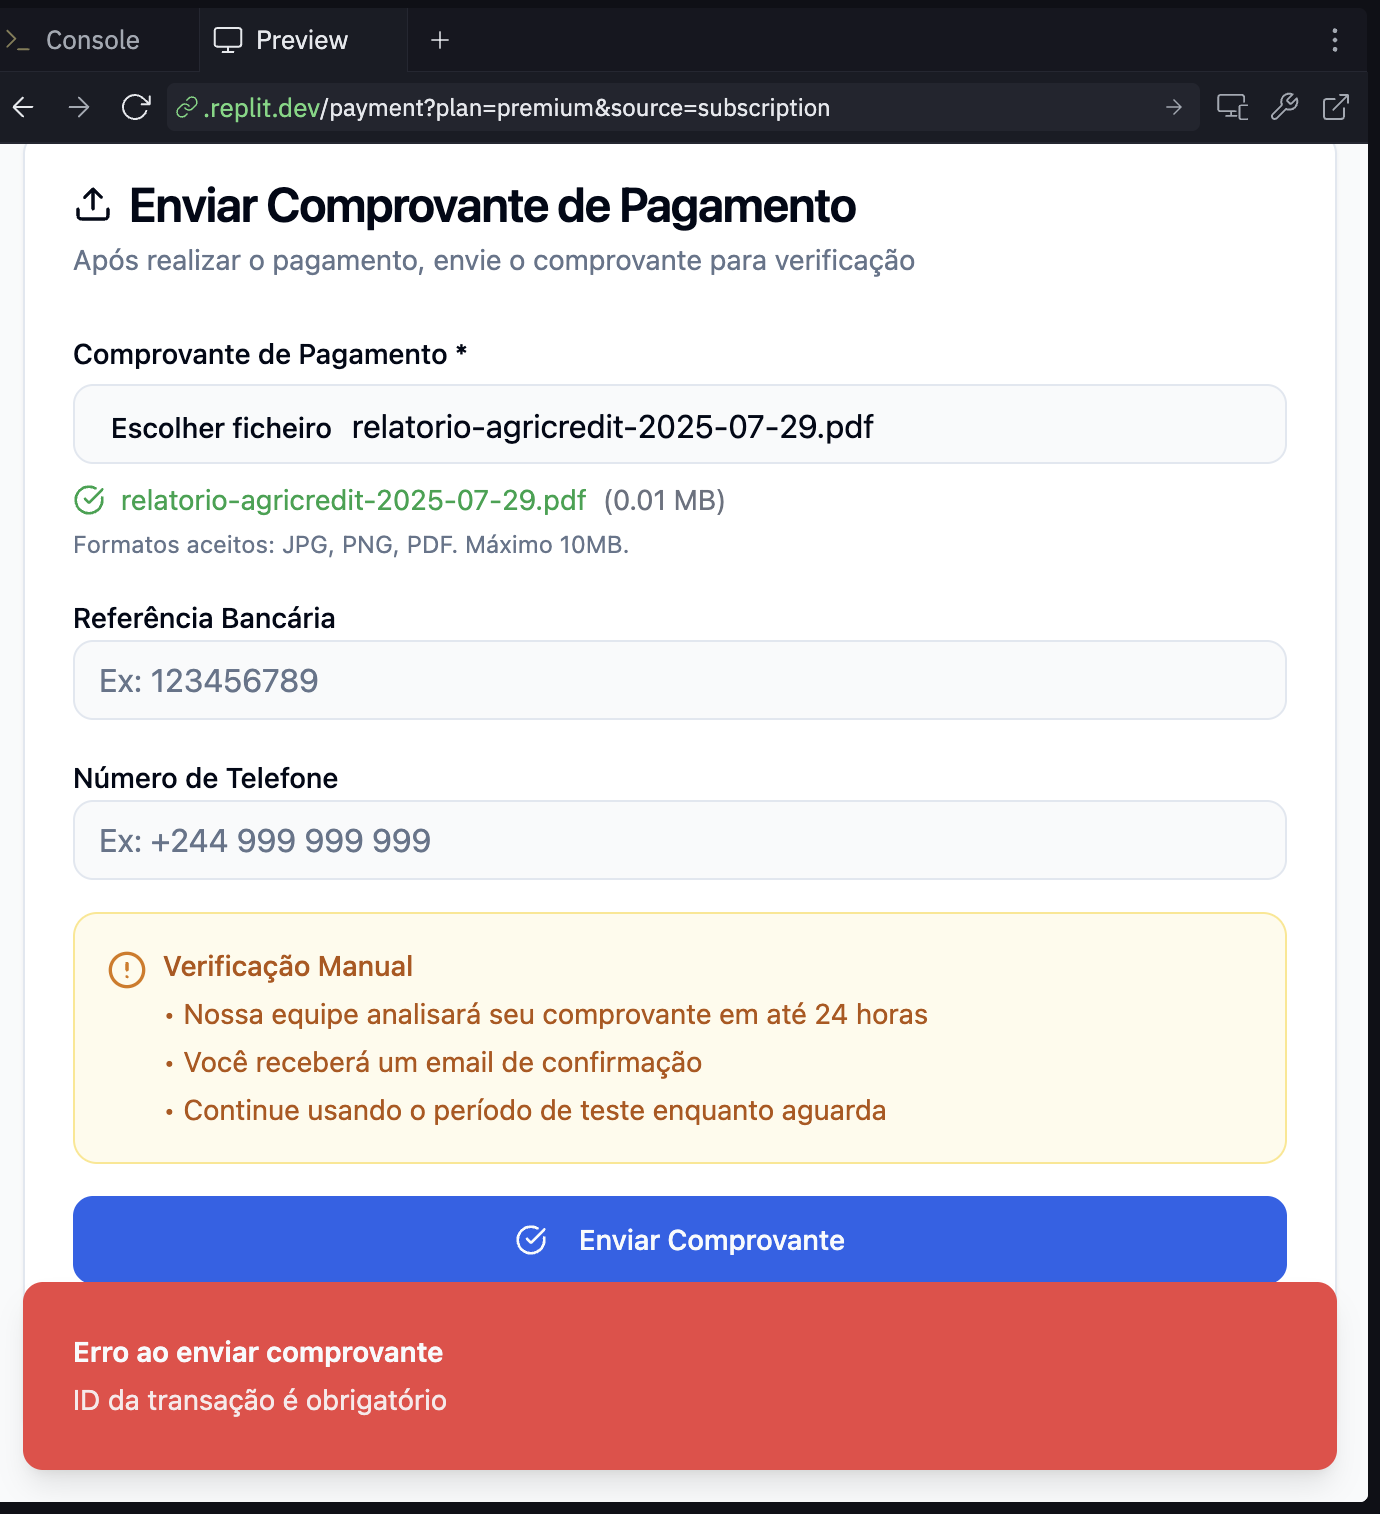 Console
Preview
.replit.dev/payment?plan=premium&source=subscription
Enviar Comprovante de Pagamento
Após realizar o pagamento, envie o comprovante para verificação
Comprovante de Pagamento *
Escolher ficheiro relatorio-agricredit-2025-07-29.pdf
relatorio-agricredit-2025-07-29.pdf (0.01 MB)
Formatos aceitos: JPG, PNG, PDF. Máximo 10MB.
Referência Bancária
Ex: 123456789
Número de Telefone
Ex: +244 999 999 999
Verificação Manual
• Nossa equipe analisará seu comprovante em até 24 horas
• Você receberá um email de confirmação
• Continue usando o período de teste enquanto aguarda
Enviar Comprovante
Erro ao enviar comprovante
ID da transação é obrigatório